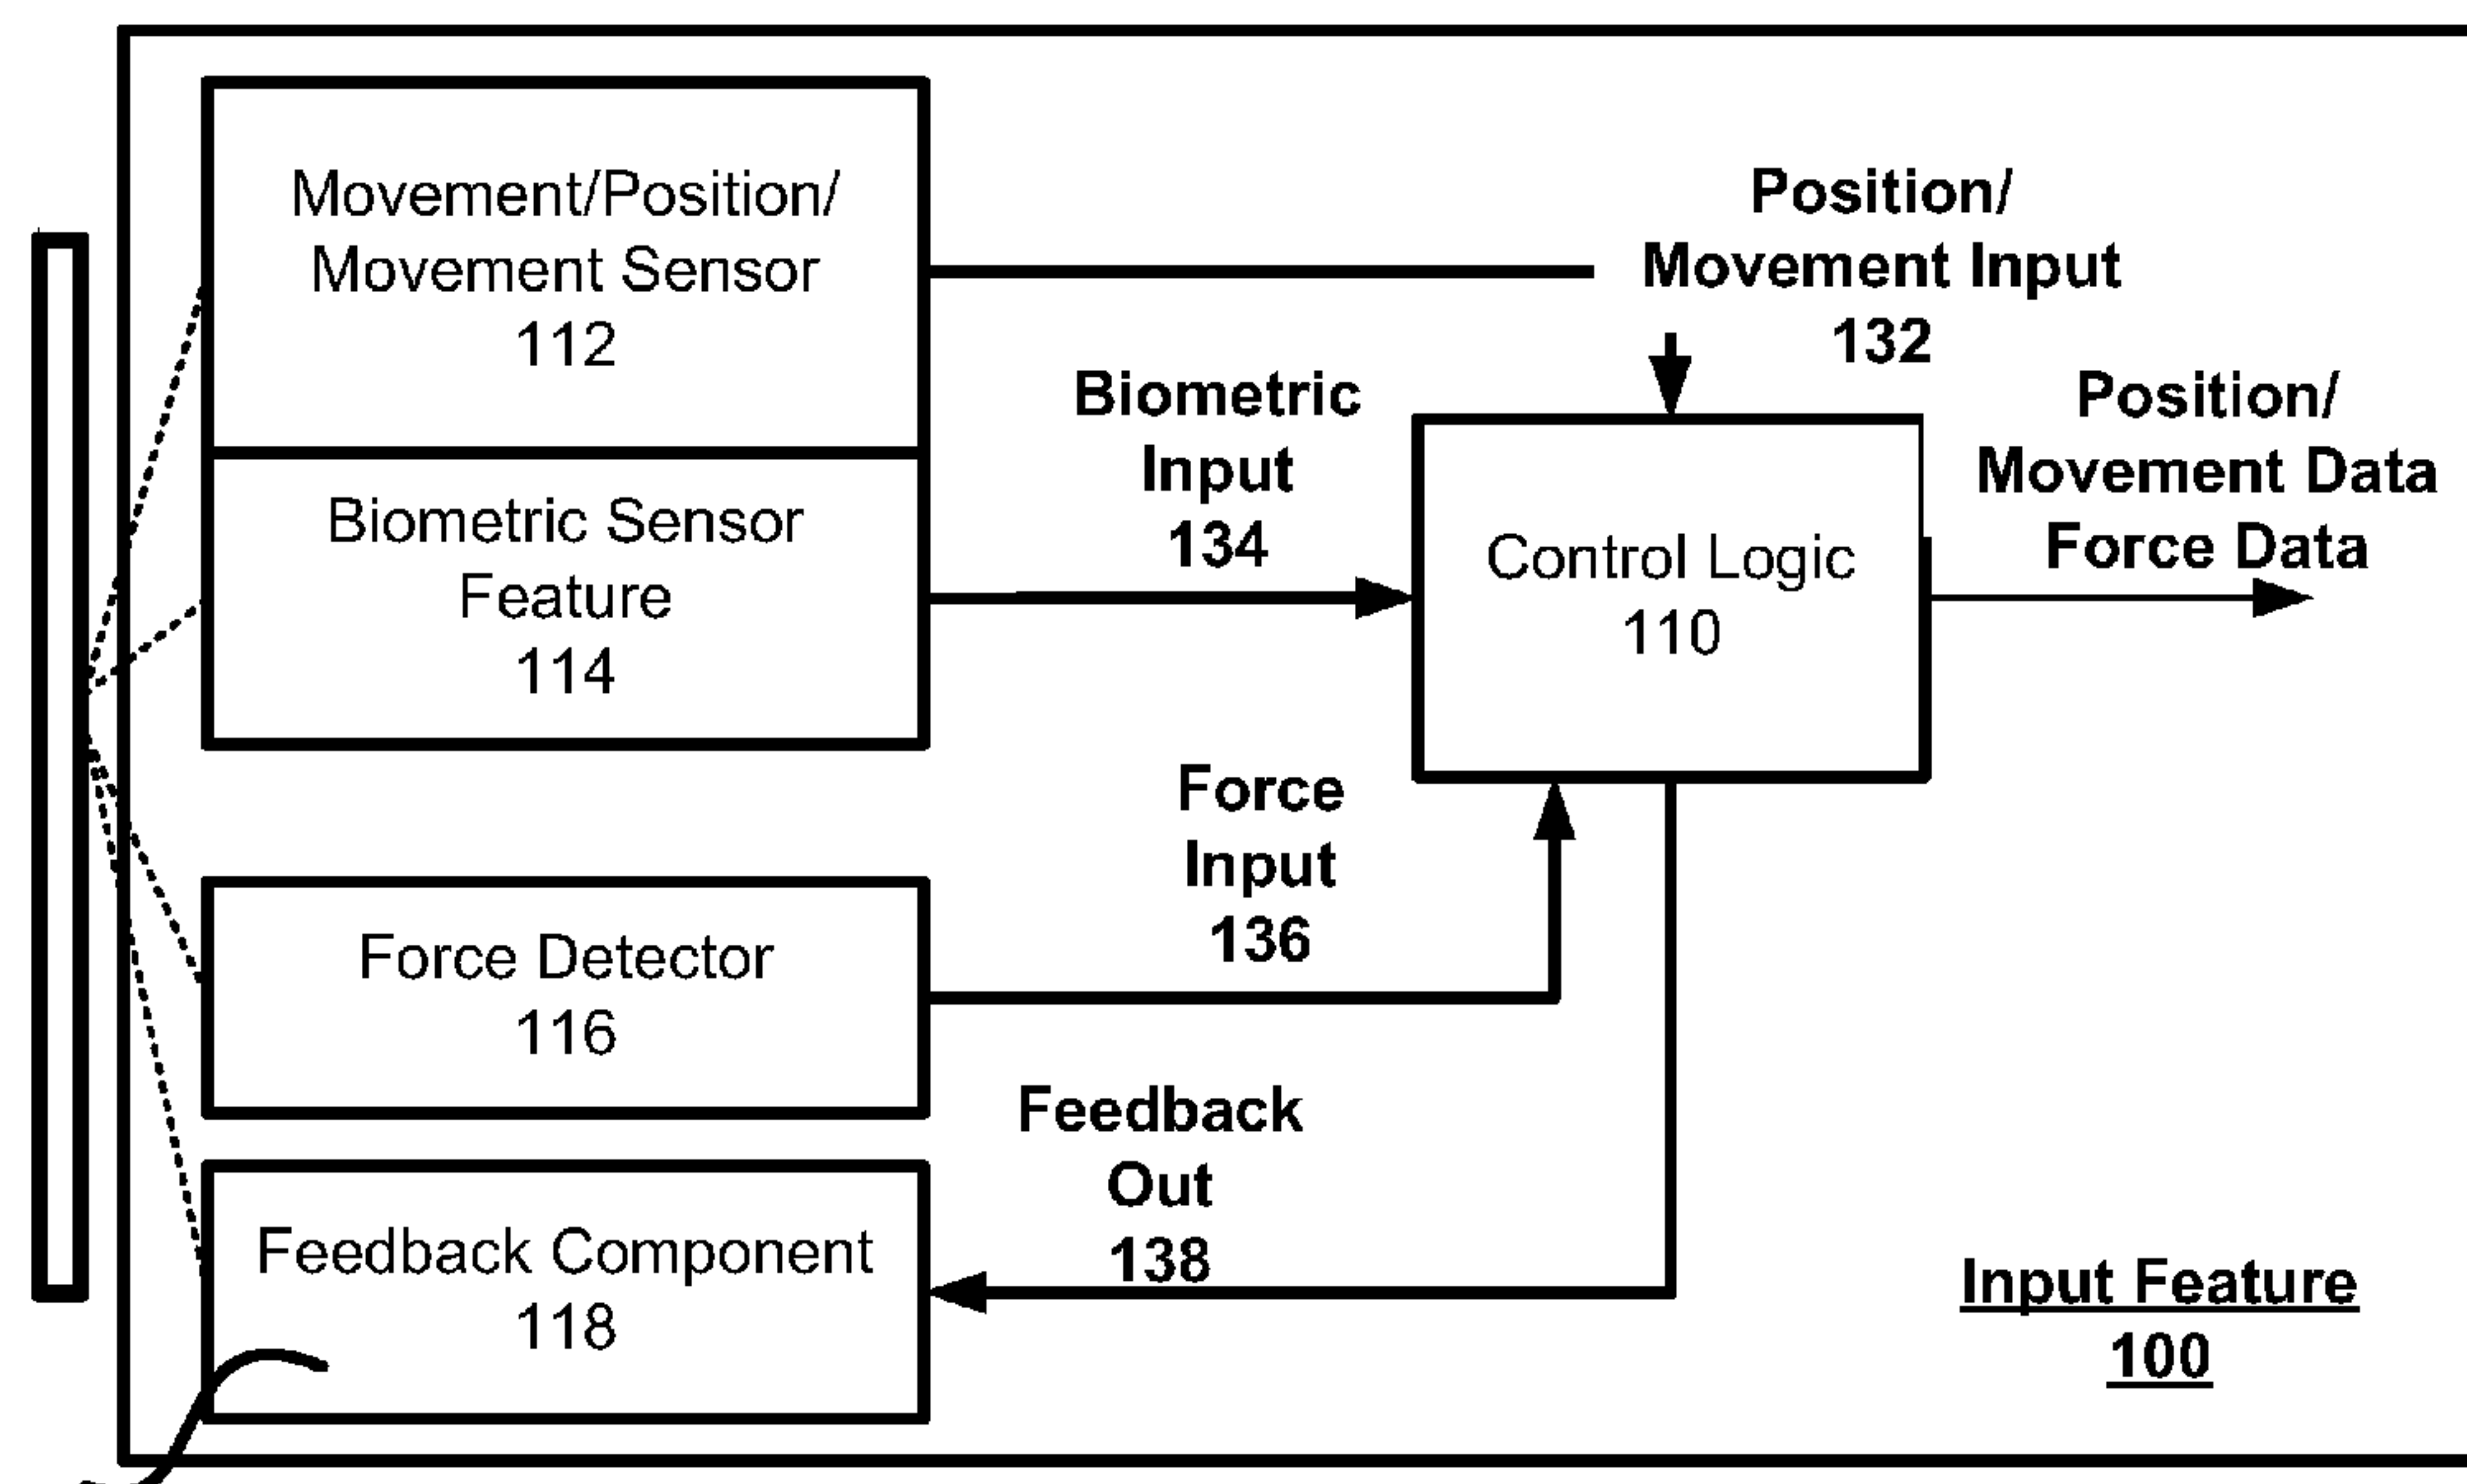 Movement/Position/
Movement Sensor
112
Position/
Movement Input
132
Biometric
Input
134
Biometric Sensor
Feature
114
Control Logic
110
Position/
Movement Data
Force Data
Force
Input
136
Force Detector
116
Feedback
Out
138
Feedback Component
118
Input Feature
100